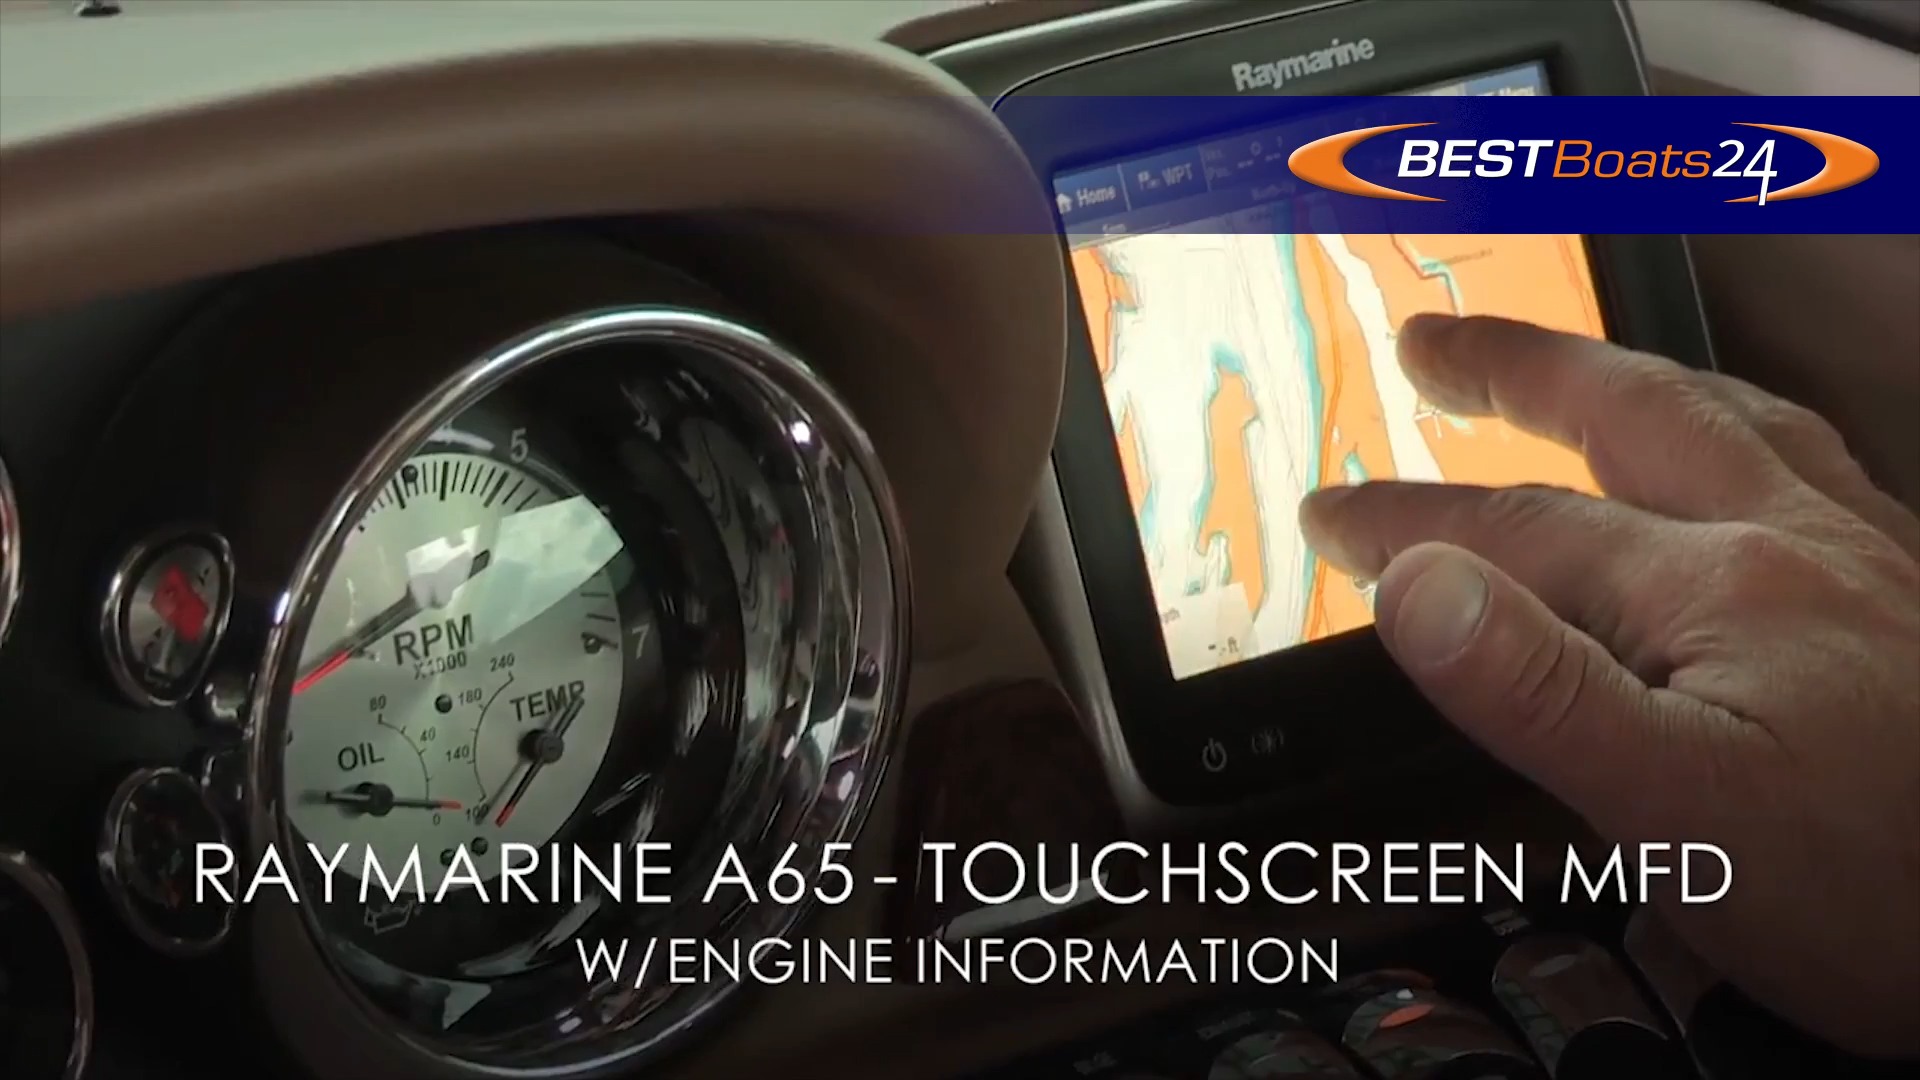 Raymarine
BESTBoats24
Home
WPT
5
7
RPM
X1000
240
80
180
TEMP
40
140
OIL
0
100
RAYMARINE A65 - TOUCHSCREEN MFD
W/ENGINE INFORMATION